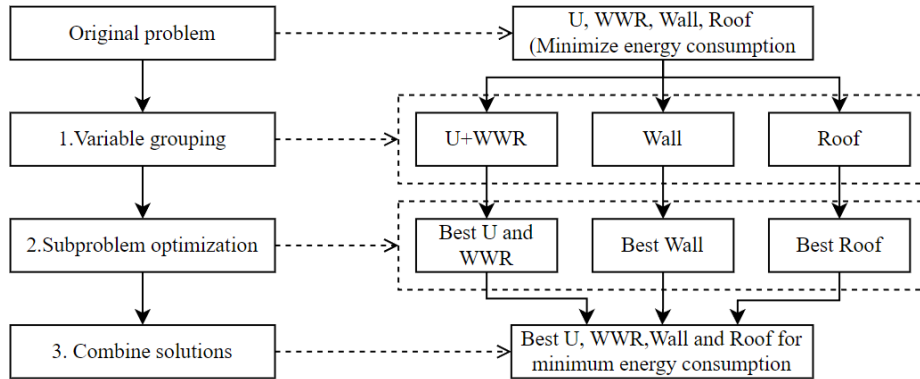 Original problem
U, WWR, Wall, Roof
(Minimize energy consumption
1.Variable grouping
U+WWR
Wall
Roof
2.Subproblem optimization
Best U and
WWR
Best Wall
Best Roof
3. Combine solutions
Best U, WWR,Wall and Roof for
minimum energy consumption